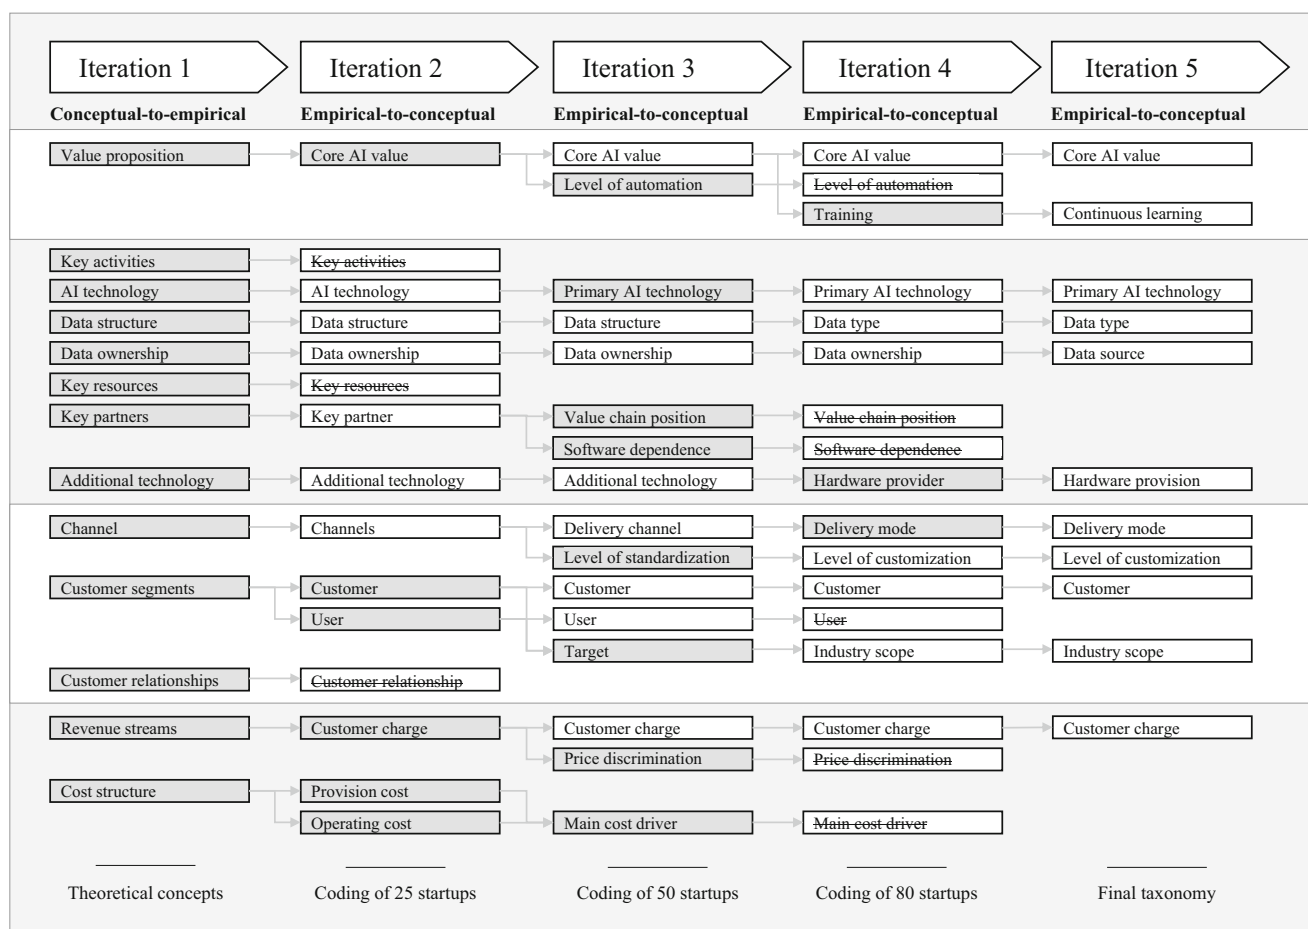 Iteration 1 Iteration 2 Iteration 3 Iteration 4 Iteration 5
Conceptual-to-empirical Empirical-to-conceptual Empirical-to-conceptual Empirical-to-conceptual Empirical-to-conceptual
Value proposition Core AI value Core AI value Core AI value Core AI value
Level of automation Level of automation
Training Continuous learning
Key activities Key activities
AI technology AI technology Primary AI technology Primary AI technology Primary AI technology
Data structure Data structure Data structure Data type Data type
Data ownership Data ownership Data ownership Data ownership Data source
Key resources Key resources
Key partners Key partner Value chain position Value chain position
Software dependence Software dependence
Additional technology Additional technology Additional technology Hardware provider Hardware provision
Channel Channels Delivery channel Delivery mode Delivery mode
Level of standardization Level of customization Level of customization
Customer segments Customer Customer Customer Customer
User User User
Target Industry scope Industry scope
Customer relationships Customer relationship
Revenue streams Customer charge Customer charge Customer charge Customer charge
Price discrimination Price discrimination
Cost structure Provision cost
Operating cost Main cost driver Main cost driver
Theoretical concepts Coding of 25 startups Coding of 50 startups Coding of 80 startups Final taxonomy